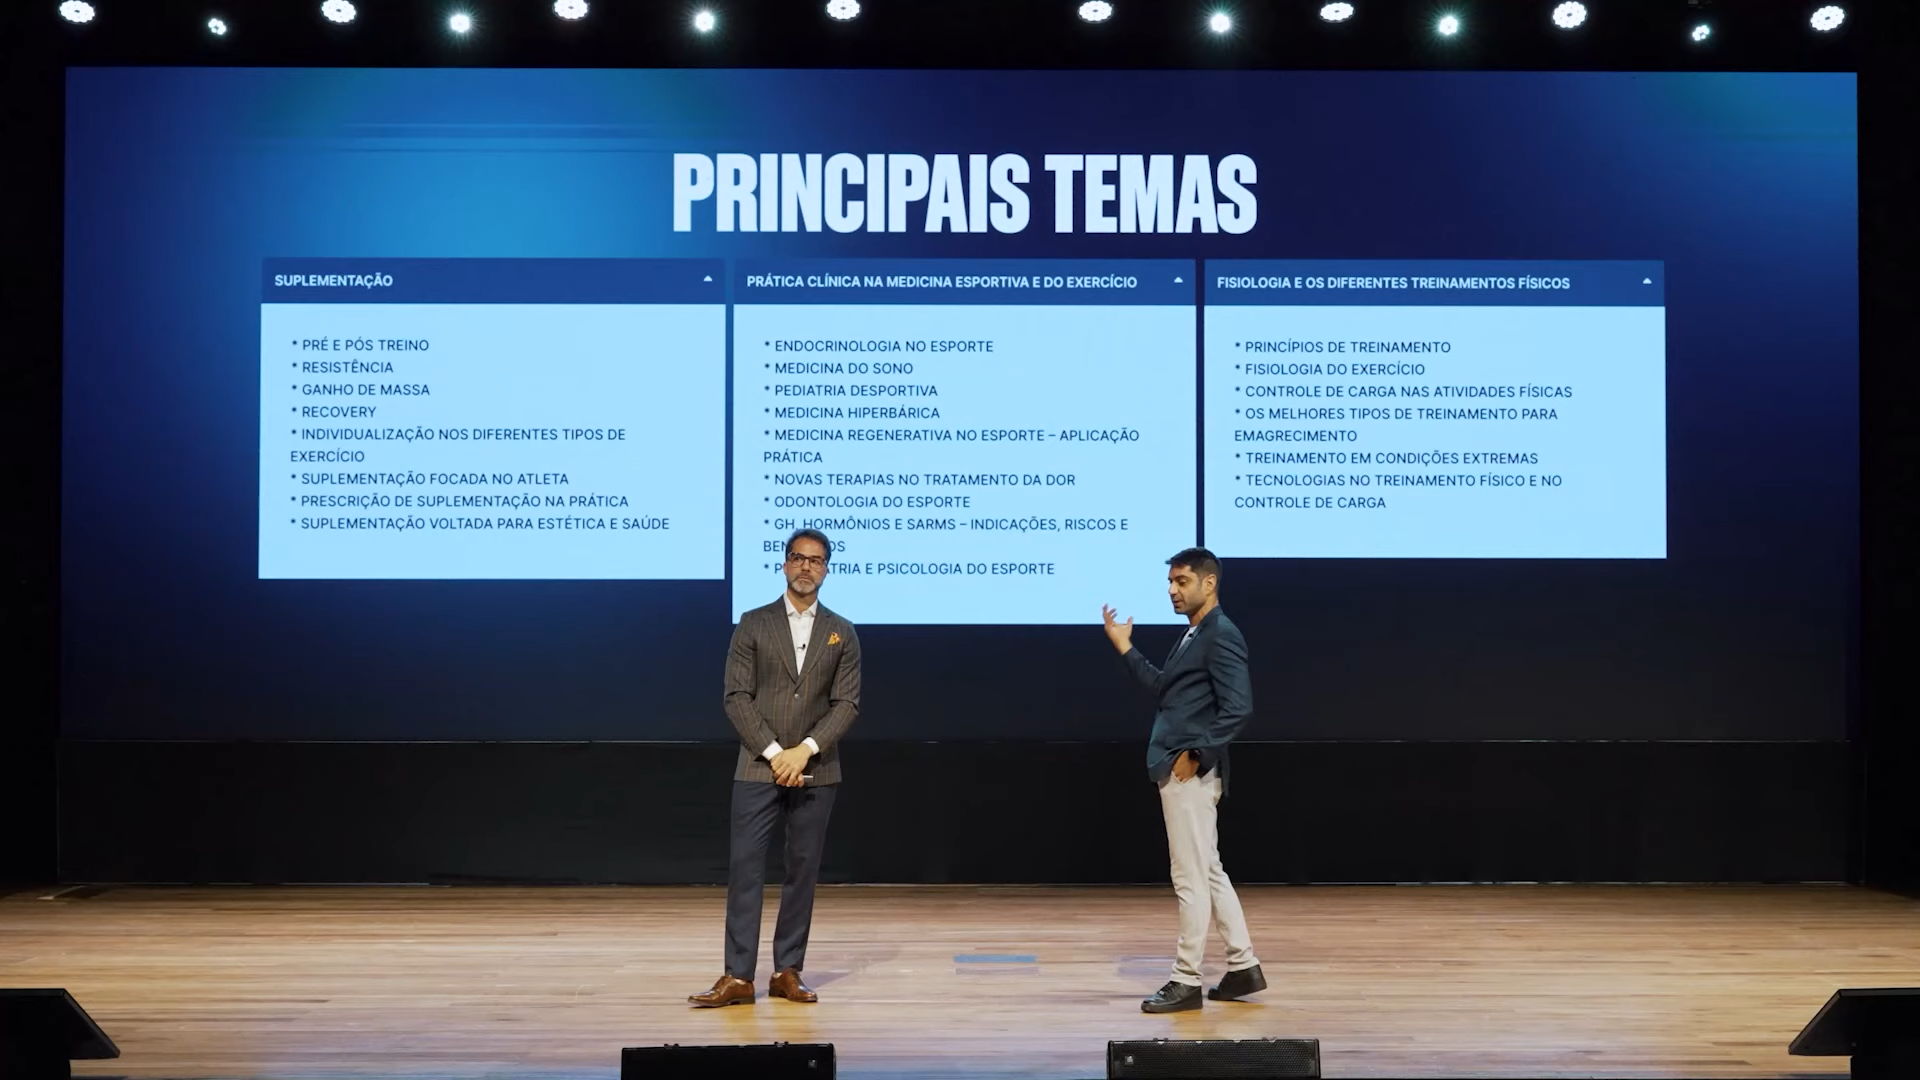 PRINCIPAIS TEMAS
SUPLEMENTAÇÃO
* PRÉ E PÓS TREINO
* RESISTÊNCIA
* GANHO DE MASSA
* RECOVERY
* INDIVIDUALIZAÇÃO NOS DIFERENTES TIPOS DE
EXERCÍCIO
* SUPLEMENTAÇÃO FOCADA NO ATLETA
* PRESCRIÇÃO DE SUPLEMENTAÇÃO NA PRÁTICA
* SUPLEMENTAÇÃO VOLTADA PARA ESTÉTICA E SAÚDE
PRÁTICA CLÍNICA NA MEDICINA ESPORTIVA E DO EXERCÍCIO
* ENDOCRINOLOGIA NO ESPORTE
* MEDICINA DO SONO
* PEDIATRIA DESPORTIVA
* MEDICINA HIPERBÁRICA
* MEDICINA REGENERATIVA NO ESPORTE – APLICAÇÃO
PRÁTICA
* NOVAS TERAPIAS NO TRATAMENTO DA DOR
* ODONTOLOGIA DO ESPORTE
* GH, HORMÔNIOS E SARMS – INDICAÇÕES, RISCOS E
* E PSICOLOGIA DO ESPORTE
FISIOLOGIA E OS DIFERENTES TREINAMENTOS FÍSICOS
* PRINCÍPIOS DE TREINAMENTO
* FISIOLOGIA DO EXERCÍCIO
* CONTROLE DE CARGA NAS ATIVIDADES FÍSICAS
* OS MELHORES TIPOS DE TREINAMENTO PARA
EMAGRECIMENTO
* TREINAMENTO EM CONDIÇÕES EXTREMAS
* TECNOLOGIAS NO TREINAMENTO FÍSICO E NO
CONTROLE DE CARGA